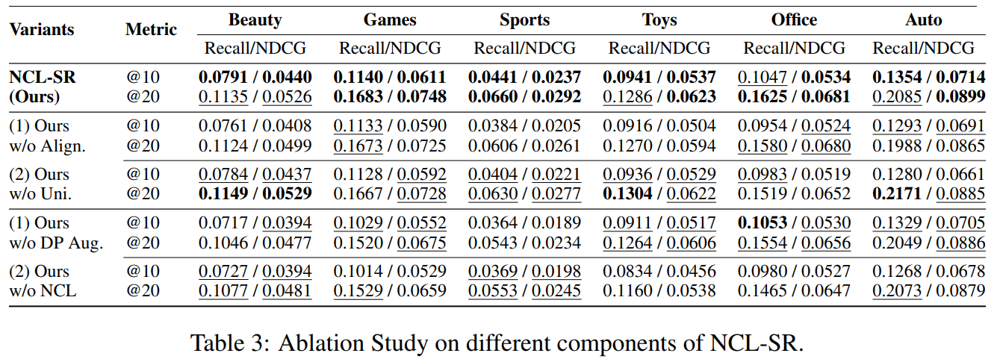 Variants Metric Beauty Games Sports Toys Office Auto
Recall/NDCG Recall/NDCG Recall/NDCG Recall/NDCG Recall/NDCG Recall/NDCG
NCL-SR @10 0.0791 / 0.0440 0.1140 / 0.0611 0.0441 / 0.0237 0.0941 / 0.0537 0.1047 / 0.0534 0.1354 / 0.0714
(Ours) @20 0.1135 / 0.0526 0.1683 / 0.0748 0.0660 / 0.0292 0.1286 / 0.0623 0.1625 / 0.0681 0.2085 / 0.0899
(1) Ours @10 0.0761 / 0.0408 0.1133 / 0.0590 0.0384 / 0.0205 0.0916 / 0.0504 0.0954 / 0.0524 0.1293 / 0.0691
w/o Align. @20 0.1124 / 0.0499 0.1673 / 0.0725 0.0606 / 0.0261 0.1270 / 0.0594 0.1580 / 0.0680 0.1988 / 0.0865
(2) Ours @10 0.0784 / 0.0437 0.1128 / 0.0592 0.0404 / 0.0221 0.0936 / 0.0529 0.0983 / 0.0519 0.1280 / 0.0661
w/o Uni. @20 0.1149 / 0.0529 0.1667 / 0.0728 0.0630 / 0.0277 0.1304 / 0.0622 0.1519 / 0.0652 0.2171 / 0.0885
(1) Ours @10 0.0717 / 0.0394 0.1029 / 0.0552 0.0364 / 0.0189 0.0911 / 0.0517 0.1053 / 0.0530 0.1329 / 0.0705
w/o DP Aug. @20 0.1046 / 0.0477 0.1520 / 0.0675 0.0543 / 0.0234 0.1264 / 0.0606 0.1554 / 0.0656 0.2049 / 0.0886
(2) Ours @10 0.0727 / 0.0394 0.1014 / 0.0529 0.0369 / 0.0198 0.0834 / 0.0456 0.0980 / 0.0527 0.1268 / 0.0678
w/o NCL @20 0.1077 / 0.0481 0.1529 / 0.0659 0.0553 / 0.0245 0.1160 / 0.0538 0.1465 / 0.0647 0.2073 / 0.0879
Table 3: Ablation Study on different components of NCL-SR.